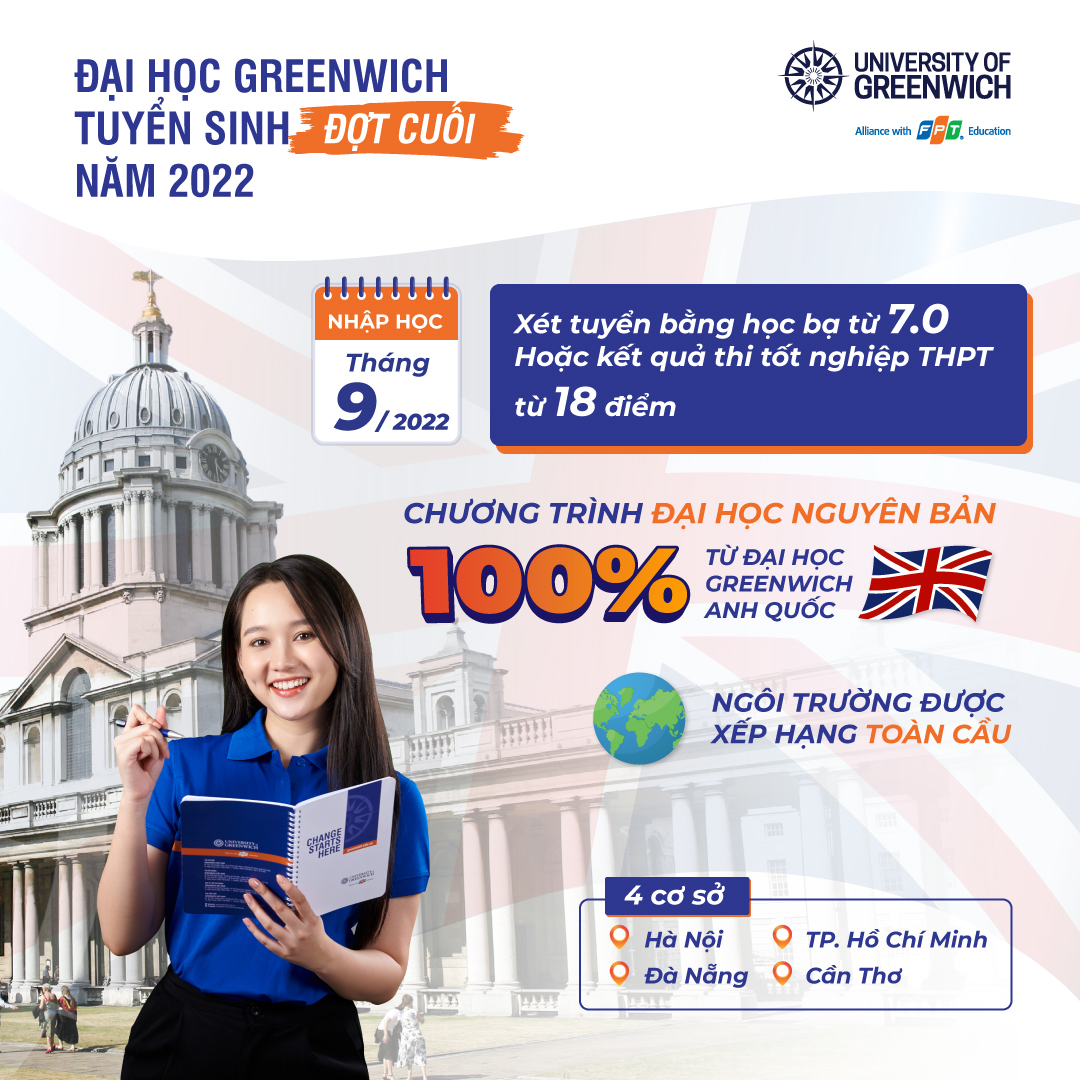 ĐẠI HỌC GREENWICH
TUYỂN SINH ĐỢT CUỐI
NĂM 2022
UNIVERSITY OF
GREENWICH
Alliance with FPT Education
NHẬP HỌC
Tháng
9/2022
Xét tuyển bằng học bạ từ 7.0
Hoặc kết quả thi tốt nghiệp THPT
từ 18 điểm
CHƯƠNG TRÌNH ĐẠI HỌC NGUYÊN BẢN
100%
TỪ ĐẠI HỌC
GREENWICH
ANH QUỐC
NGÔI TRƯỜNG ĐƯỢC
XẾP HẠNG TOÀN CẦU
UNIVERSITY OF
GREENWICH
CHANGE
STARTS
HERE
4 cơ sở
Hà Nội
TP. Hồ Chí Minh
Đà Nẵng
Cần Thơ